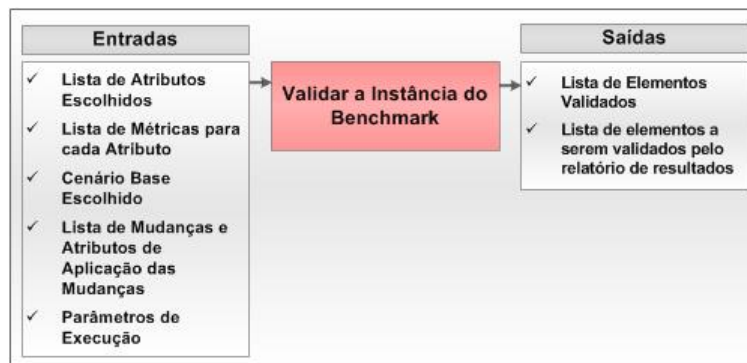 Entradas
✓ Lista de Atributos
Escolhidos
✓ Lista de Métricas para
cada Atributo
✓ Cenário Base
Escolhido
✓ Lista de Mudanças e
Atributos de
Aplicação das
Mudanças
✓ Parâmetros de
Execução
Validar a Instância do
Benchmark
Saídas
✓ Lista de Elementos
Validados
✓ Lista de elementos a
serem validados pelo
relatório de resultados